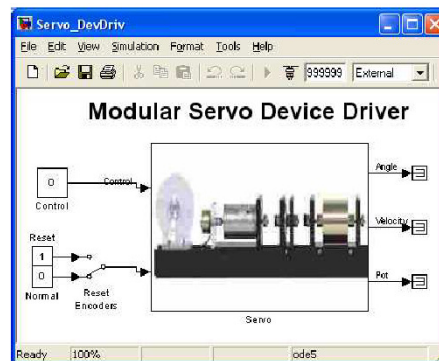 Servo_DevDriv
File Edit View Simulation Format Tools Help
999999 External
Modular Servo Device Driver
0
Control
Control
Angle
Velocity
Pot
Reset
1
0
Normal
Reset
Encoders
Servo
Ready 100% ode5